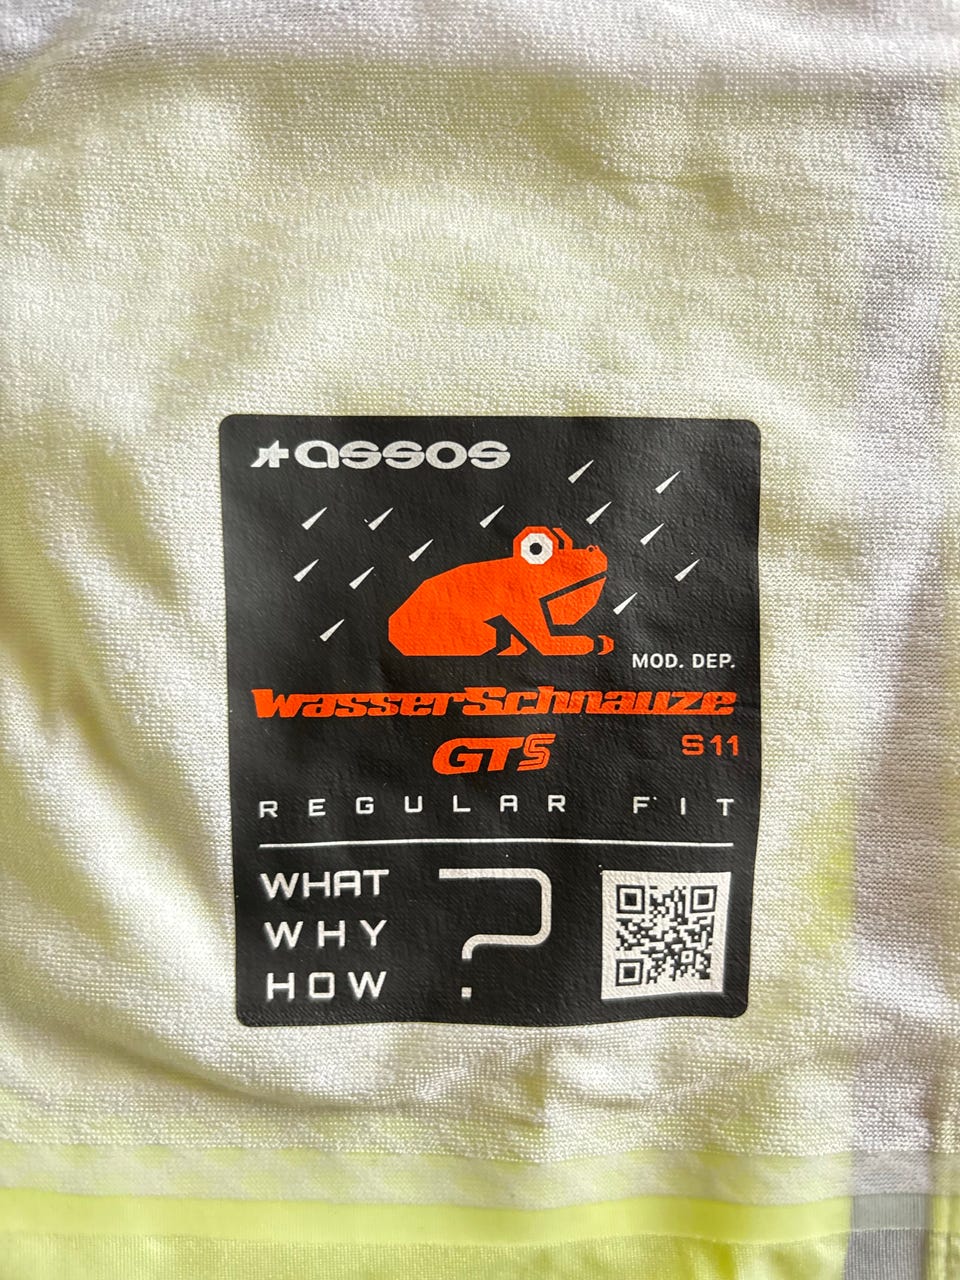 assos
MOD. DEP.
WasserSchnauze
GTS S11
REGULAR FIT
WHAT
WHY
HOW
?